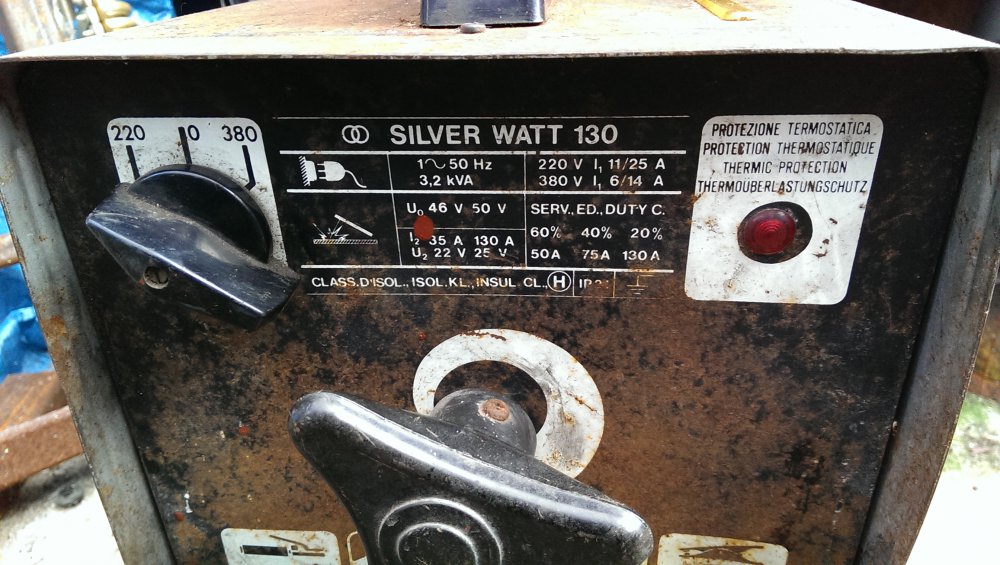 220 0 380
SILVER WATT 130
1~ 50 Hz
3,2 kVA
220 V I₁ 11/25 A
380 V I₁ 6/14 A
U₀ 46 V 50 V
I₂ 35 A 130 A
U₂ 22 V 25 V
SERV., ED., DUTY C.
60% 40% 20%
50A 75A 130A
CLASS.D'ISOL., ISOL.KL., INSUL CL., H
PROTEZIONE TERMOSTATICA
PROTECTION THERMOSTATIQUE
THERMIC PROTECTION
THERMOÜBERLASTUNGSCHUTZ